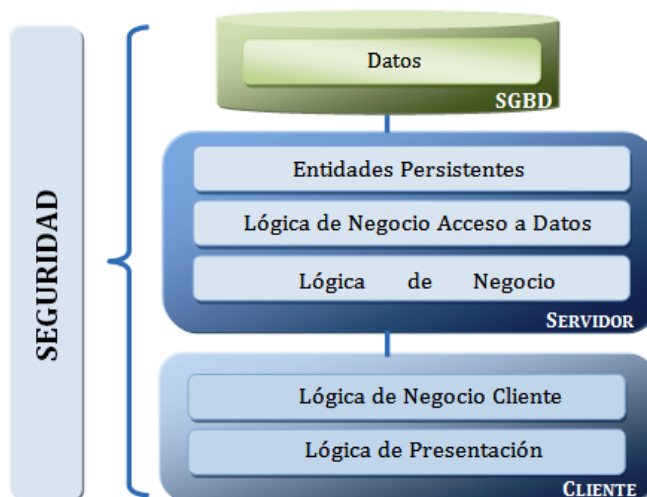 SEGURIDAD
Datos
SGBD
Entidades Persistentes
Lógica de Negocio Acceso a Datos
Lógica de Negocio
SERVIDOR
Lógica de Negocio Cliente
Lógica de Presentación
CLIENTE